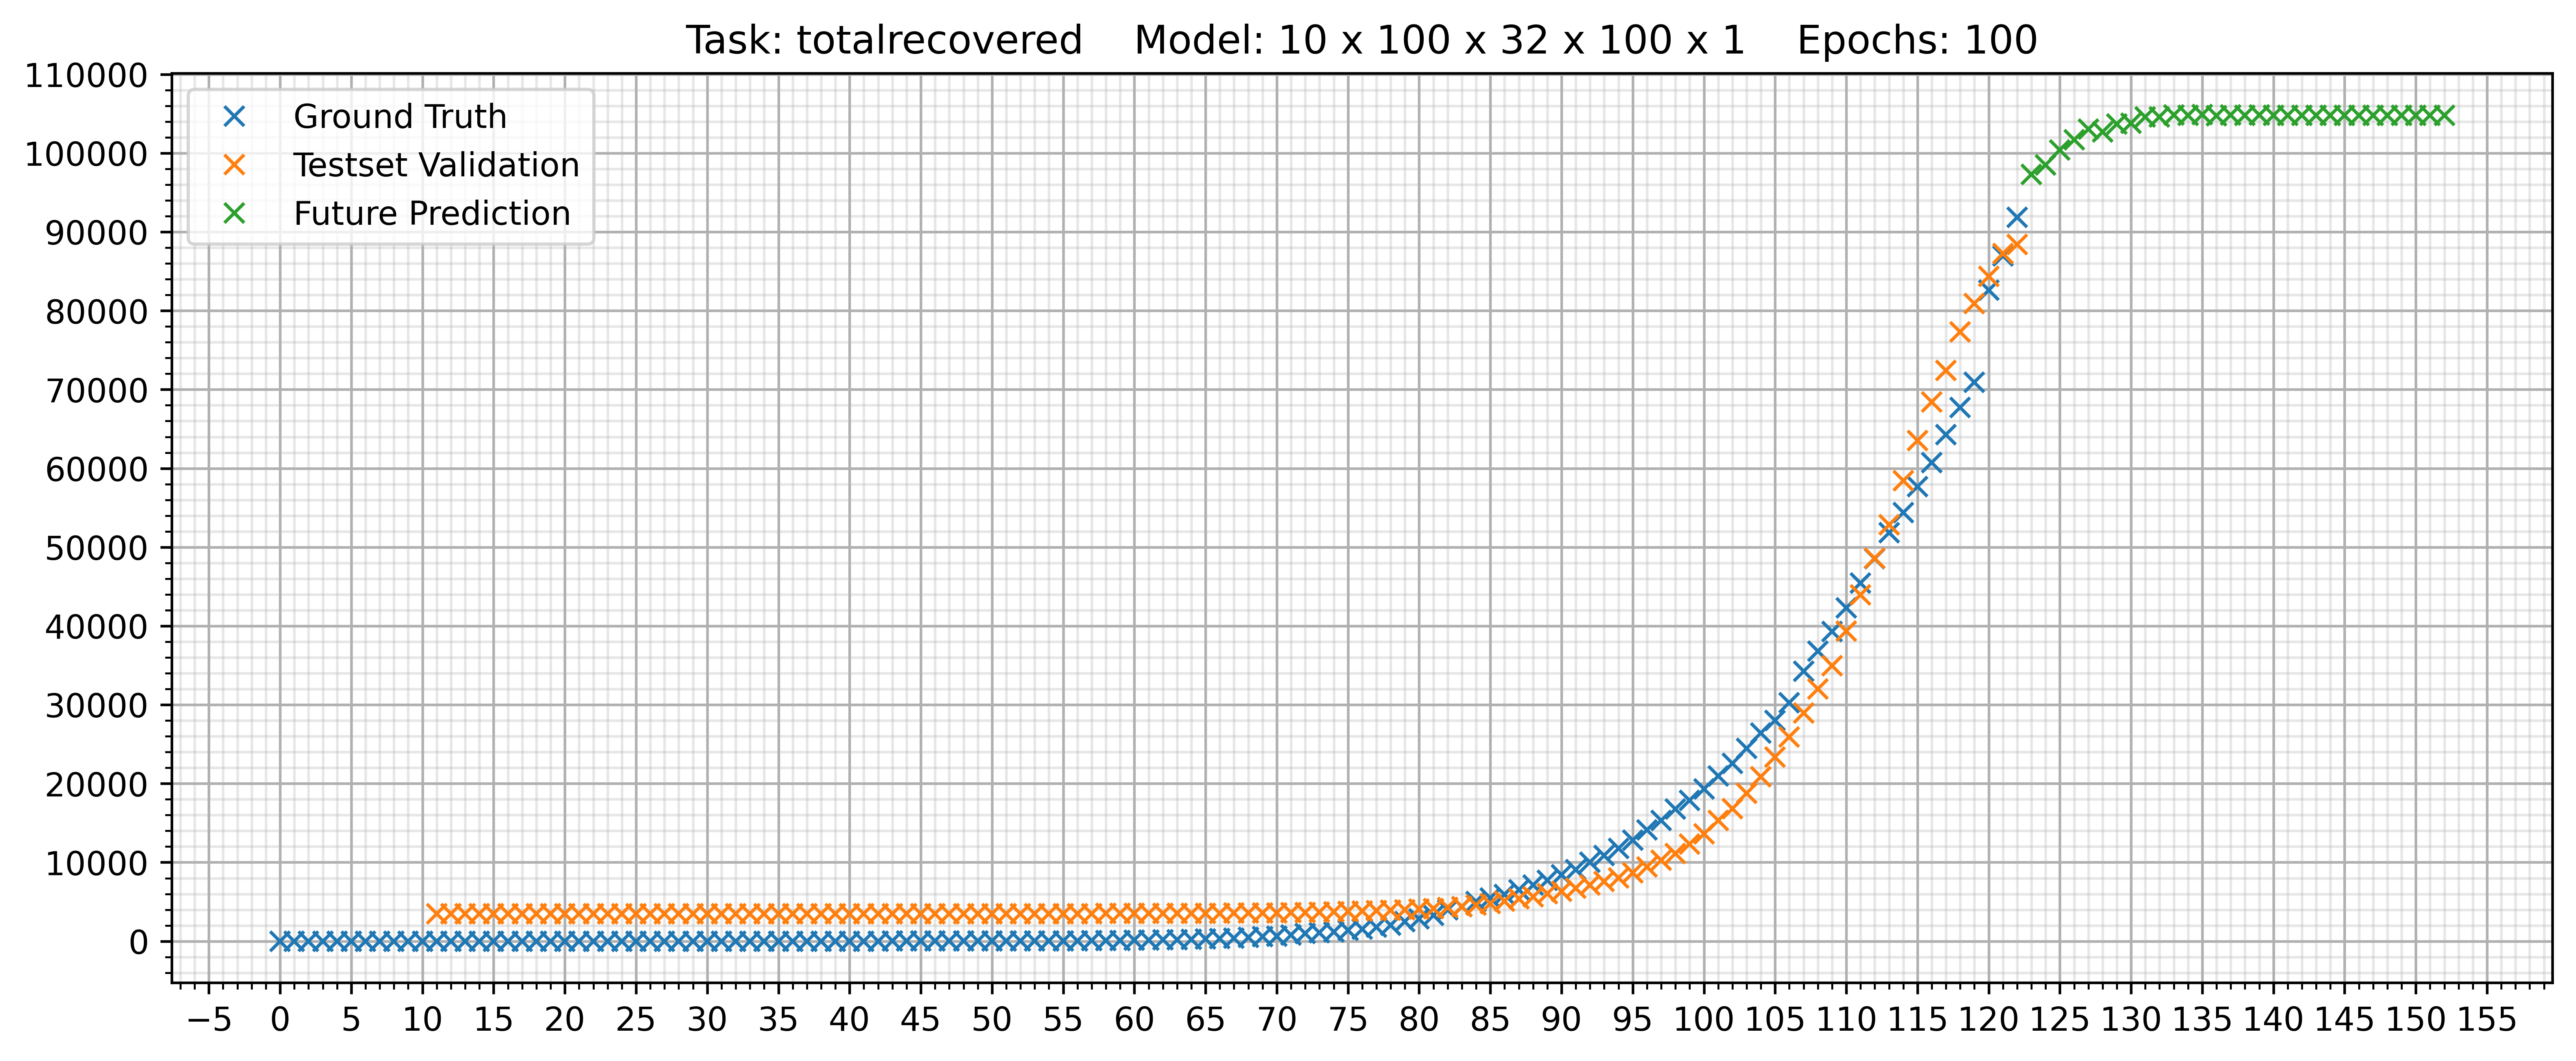 Task: totalrecovered    Model: 10 x 100 x 32 x 100 x 1    Epochs: 100
110000
100000
90000
80000
70000
60000
50000
40000
30000
20000
10000
0
Ground Truth
Testset Validation
Future Prediction
−5 0 5 10 15 20 25 30 35 40 45 50 55 60 65 70 75 80 85 90 95 100 105 110 115 120 125 130 135 140 145 150 155